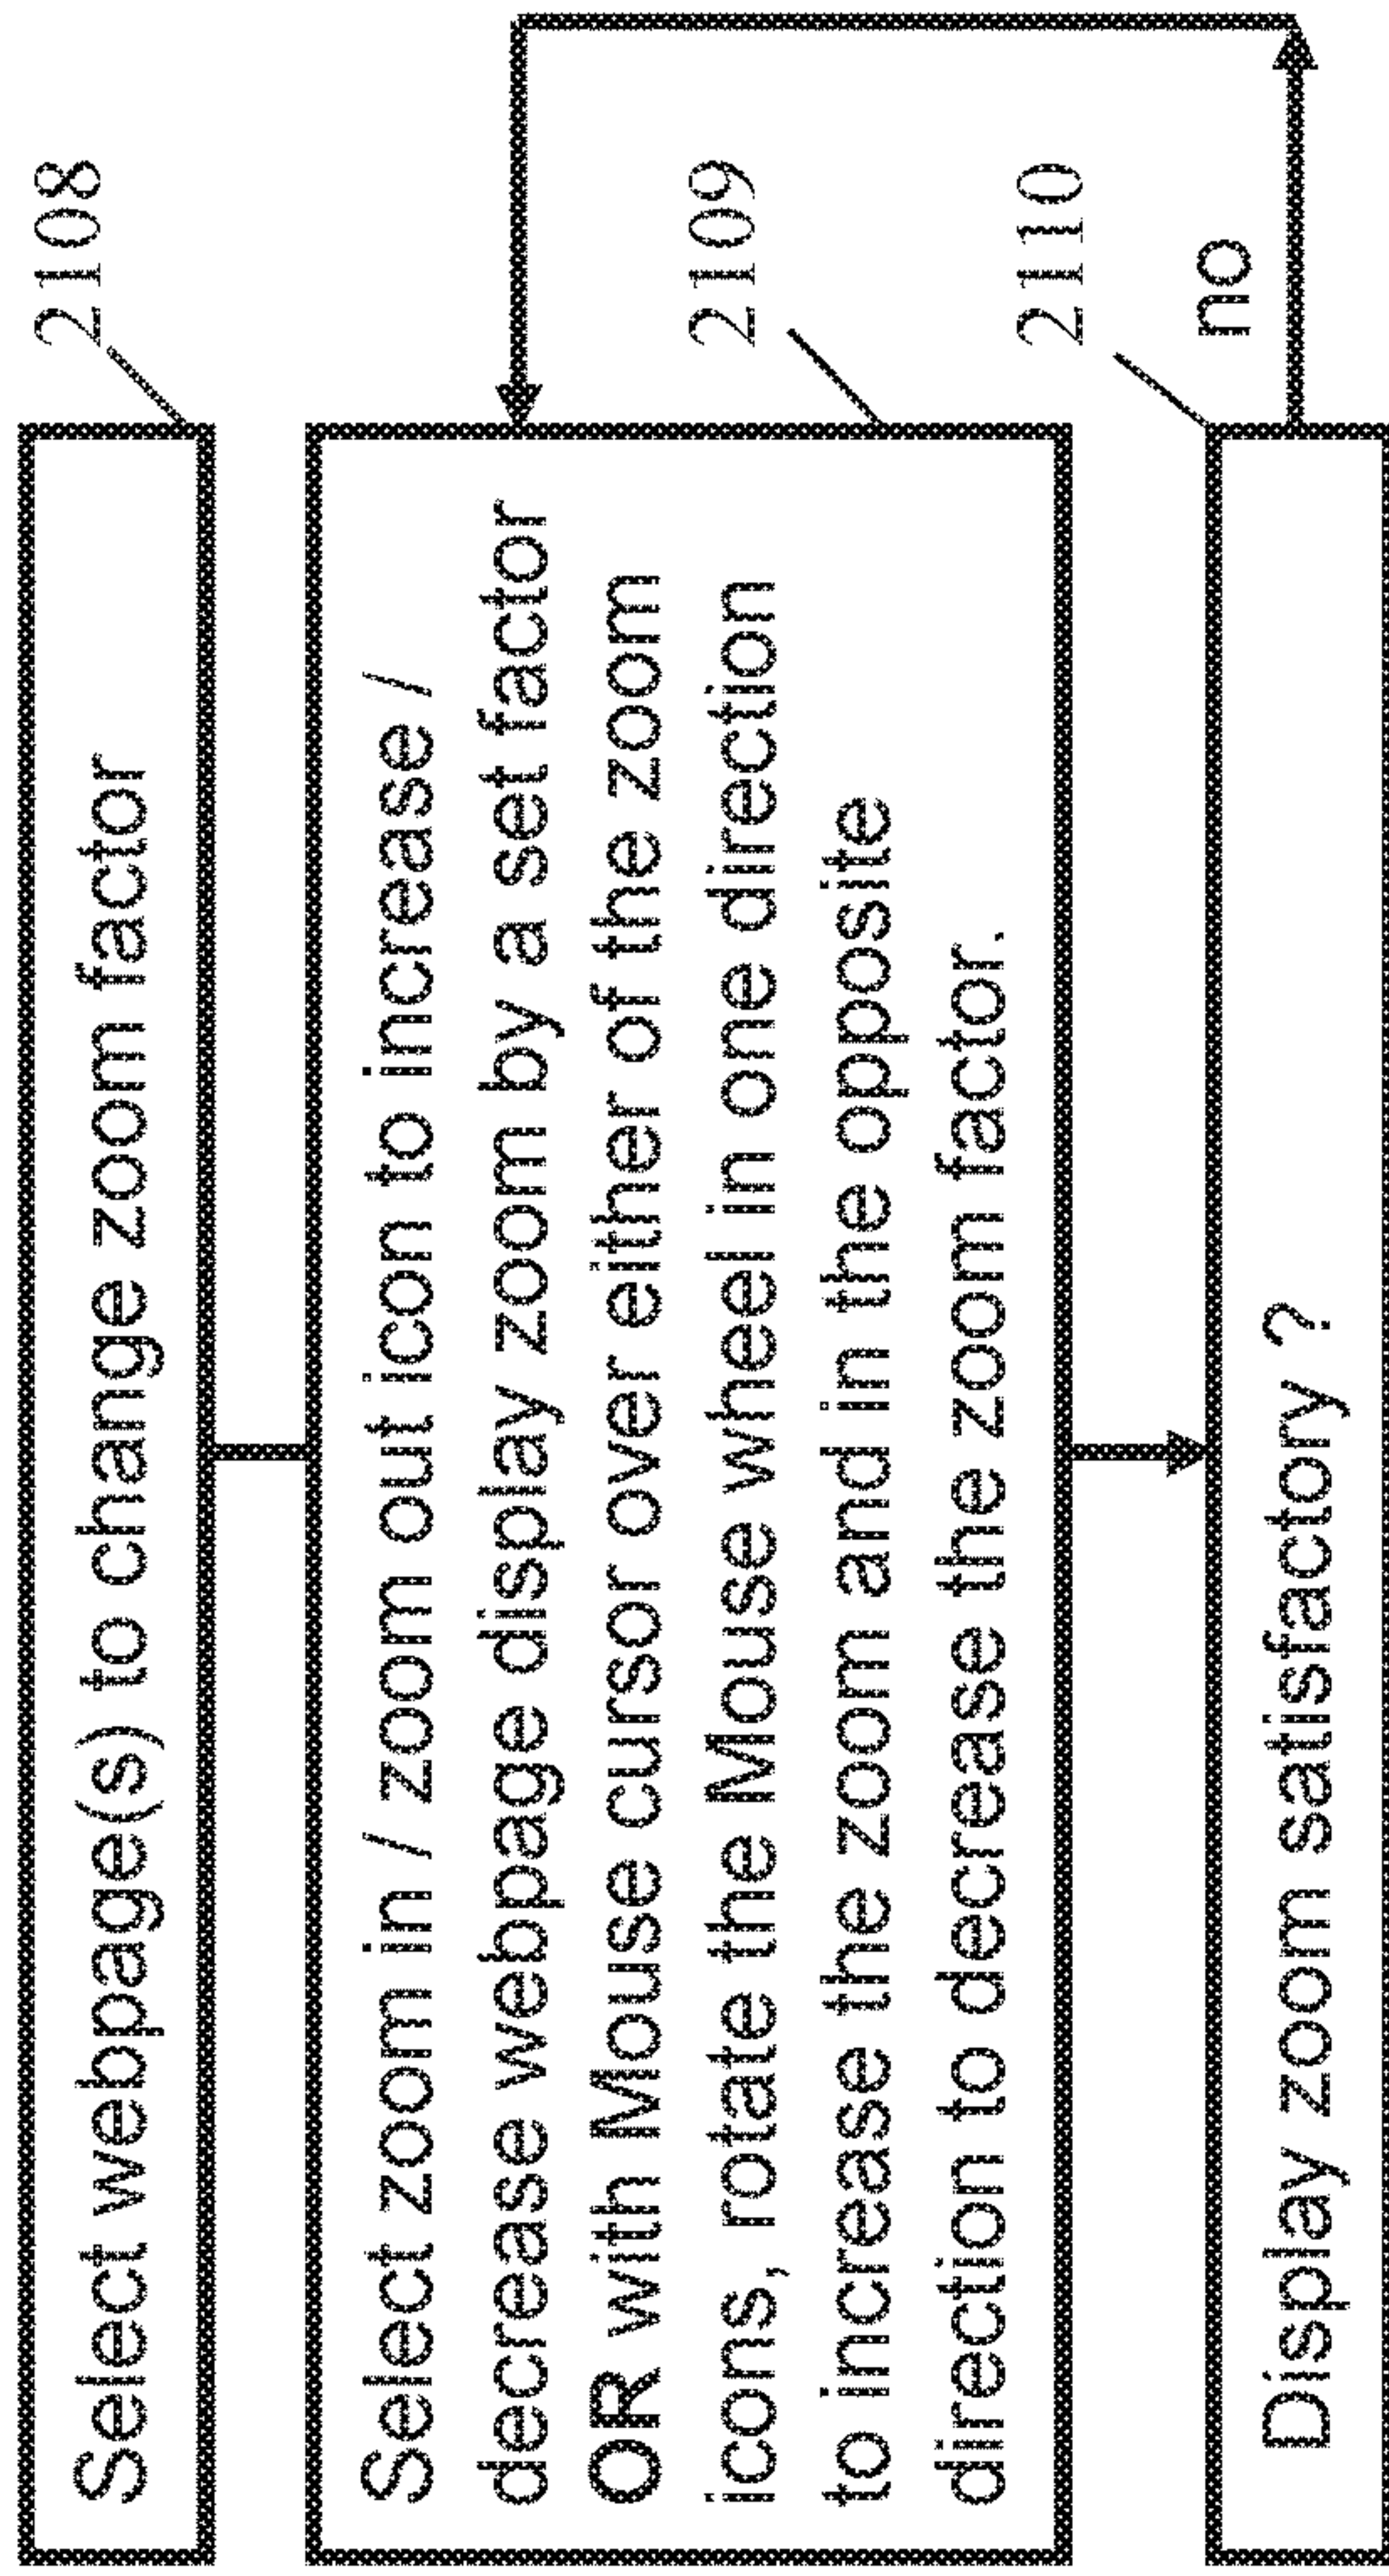 Select webpage(s) to change zoom factor
2108
Select zoom in / zoom out icon to increase /
decrease webpage display zoom by a set factor
OR with Mouse cursor over either of the zoom
icons, rotate the Mouse wheel in one direction
to increase the zoom and in the opposite
direction to decrease the zoom factor.
2109
2110
Display zoom satisfactory ?
no